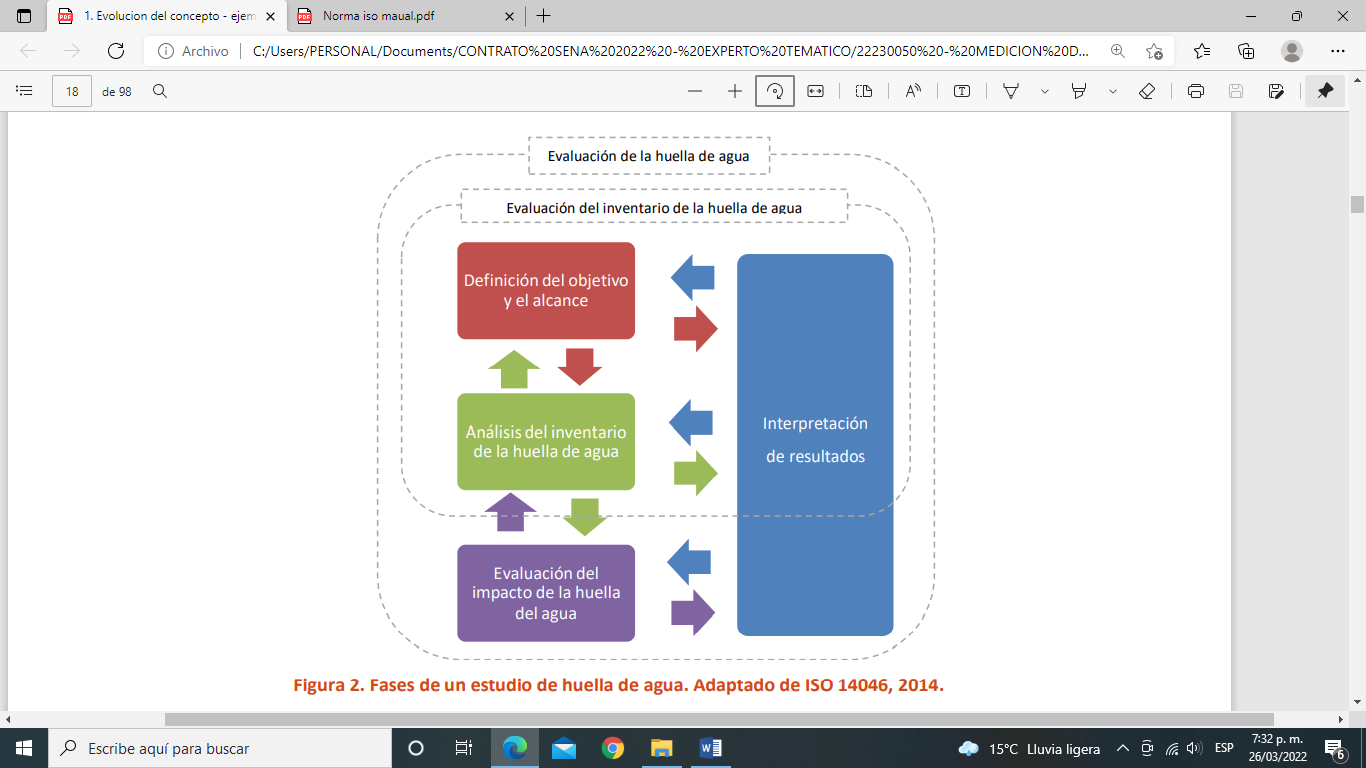 1. Evolucion del concepto - ejem
Norma iso maual.pdf
Archivo
C:/Users/PERSONAL/Documents/CONTRATO%20SENA%202022%20-%20EXPERTO%20TEMATICO/22230050%20-%20MEDICION%20D...
18
de 98
Evaluación de la huella de agua
Evaluación del inventario de la huella de agua
Definición del objetivo
y el alcance
Análisis del inventario
de la huella de agua
Evaluación del
impacto de la huella
del agua
Interpretación
de resultados
Figura 2. Fases de un estudio de huella de agua. Adaptado de ISO 14046, 2014.
Escribe aquí para buscar
15°C Lluvia ligera
ESP
7:32 p. m.
26/03/2022
6